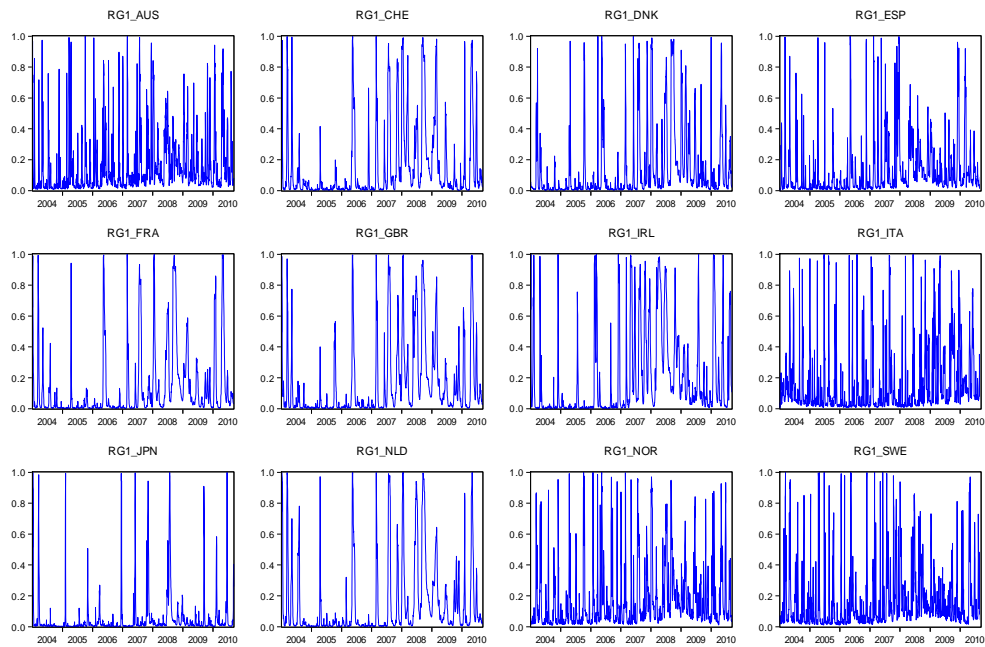 RG1_AUS RG1_CHE RG1_DNK RG1_ESP
1.0 1.0 1.0 1.0
0.8 0.8 0.8 0.8
0.6 0.6 0.6 0.6
0.4 0.4 0.4 0.4
0.2 0.2 0.2 0.2
0.0 0.0 0.0 0.0
2004 2005 2006 2007 2008 2009 2010 2004 2005 2006 2007 2008 2009 2010 2004 2005 2006 2007 2008 2009 2010 2004 2005 2006 2007 2008 2009 2010
RG1_FRA RG1_GBR RG1_IRL RG1_ITA
1.0 1.0 1.0 1.0
0.8 0.8 0.8 0.8
0.6 0.6 0.6 0.6
0.4 0.4 0.4 0.4
0.2 0.2 0.2 0.2
0.0 0.0 0.0 0.0
2004 2005 2006 2007 2008 2009 2010 2004 2005 2006 2007 2008 2009 2010 2004 2005 2006 2007 2008 2009 2010 2004 2005 2006 2007 2008 2009 2010
RG1_JPN RG1_NLD RG1_NOR RG1_SWE
1.0 1.0 1.0 1.0
0.8 0.8 0.8 0.8
0.6 0.6 0.6 0.6
0.4 0.4 0.4 0.4
0.2 0.2 0.2 0.2
0.0 0.0 0.0 0.0
2004 2005 2006 2007 2008 2009 2010 2004 2005 2006 2007 2008 2009 2010 2004 2005 2006 2007 2008 2009 2010 2004 2005 2006 2007 2008 2009 2010